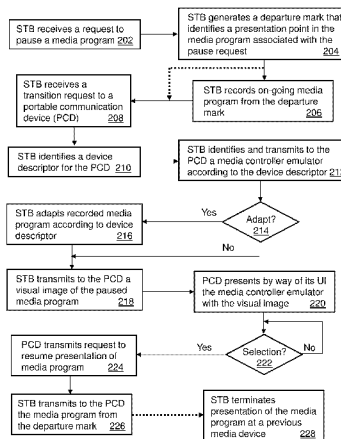 STB receives a request to
pause a media program 202
STB generates a departure mark that
identifies a presentation point in
the media program associated with the
pause request 204
STB receives a
transition request to a
portable communication
device (PCD)
208
STB records on-going media
program from the departure
mark 206
STB identifies a device
descriptor for the PCD 210
STB identifies and transmits to the
PCD a media controller emulator
according to the device descriptor 212
Adapt?
214
Yes
No
STB adapts recorded media
program according to device
descriptor 216
STB transmits to the PCD a
visual image of the paused
media program 218
PCD presents by way of its UI
the media controller emulator
with the visual image 220
Selection?
222
Yes
No
PCD transmits request to
resume presentation of
media program
224
STB transmits to the PCD
the media program from
the departure mark 226
STB terminates
presentation of the media
program at a previous
media device 228